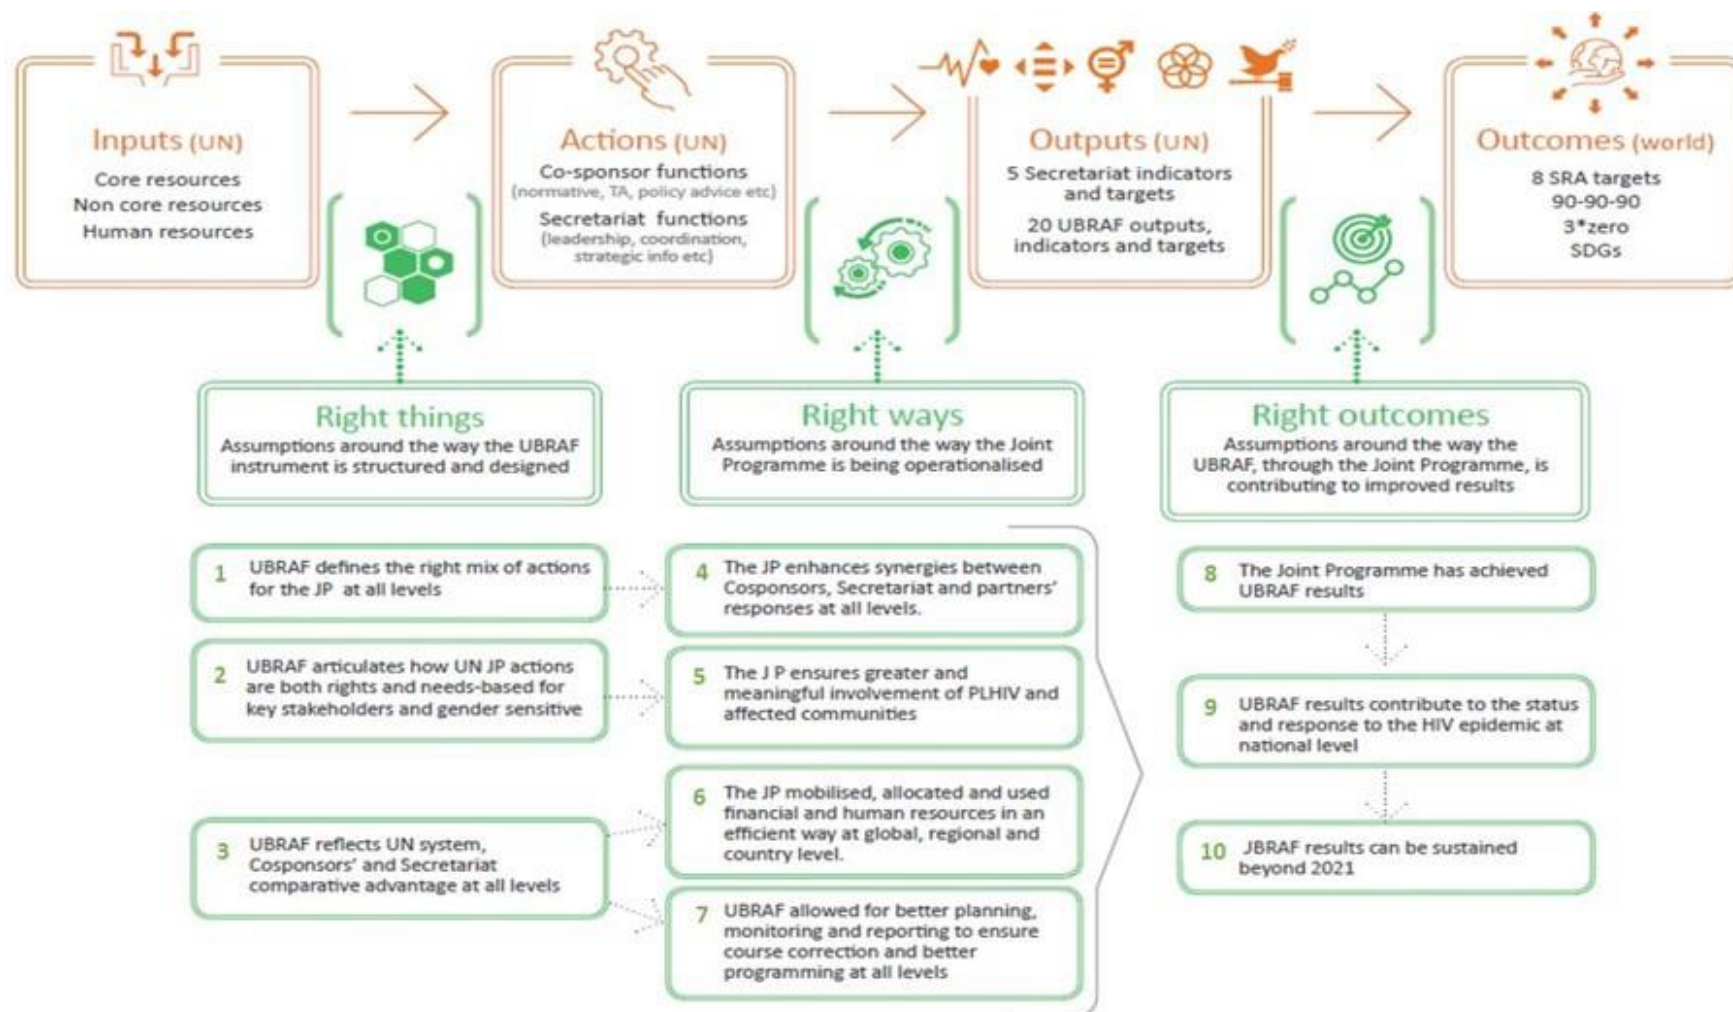 Inputs (UN)
Core resources
Non core resources
Human resources
Actions (UN)
Co-sponsor functions
(normative, TA, policy advice etc)
Secretariat functions
(leadership, coordination,
strategic info etc)
Outputs (UN)
5 Secretariat indicators
and targets
20 UBRAF outputs,
indicators and targets
Outcomes (world)
8 SRA targets
90-90-90
3*zero
SDGs
Right things
Assumptions around the way the UBRAF
instrument is structured and designed
Right ways
Assumptions around the way the Joint
Programme is being operationalised
Right outcomes
Assumptions around the way the
UBRAF, through the Joint Programme, is
contributing to improved results
1 UBRAF defines the right mix of actions
for the JP at all levels
2 UBRAF articulates how UN JP actions
are both rights and needs-based for
key stakeholders and gender sensitive
3 UBRAF reflects UN system,
Cosponsors' and Secretariat
comparative advantage at all levels
4 The JP enhances synergies between
Cosponsors, Secretariat and partners'
responses at all levels.
5 The J P ensures greater and
meaningful involvement of PLHIV and
affected communities
6 The JP mobilised, allocated and used
financial and human resources in an
efficient way at global, regional and
country level.
7 UBRAF allowed for better planning,
monitoring and reporting to ensure
course correction and better
programming at all levels
8 The Joint Programme has achieved
UBRAF results
9 UBRAF results contribute to the status
and response to the HIV epidemic at
national level
10 JBRAF results can be sustained
beyond 2021